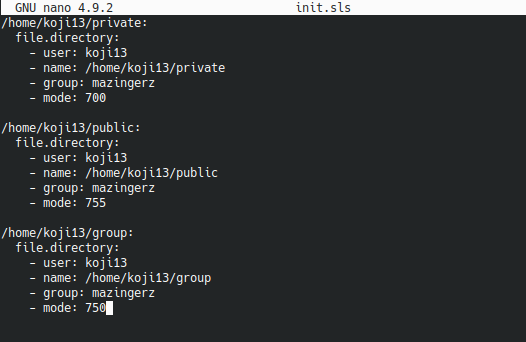 GNU nano 4.9.2 init.sls
/home/koji13/private:
  file.directory:
    - user: koji13
    - name: /home/koji13/private
    - group: mazingerz
    - mode: 700

/home/koji13/public:
  file.directory:
    - user: koji13
    - name: /home/koji13/public
    - group: mazingerz
    - mode: 755

/home/koji13/group:
  file.directory:
    - user: koji13
    - name: /home/koji13/group
    - group: mazingerz
    - mode: 750